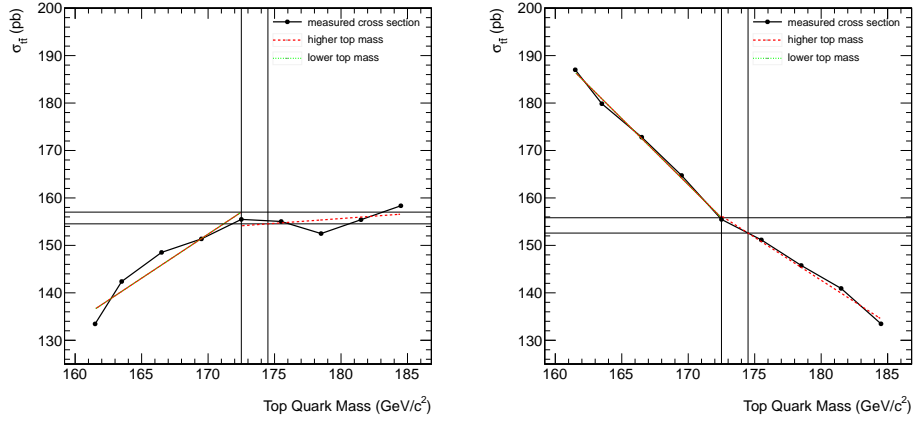 σtt̄ (pb)
200
190
180
170
160
150
140
130
160
165
170
175
180
185
Top Quark Mass (GeV/c²)
measured cross section
higher top mass
lower top mass
σtt̄ (pb)
200
190
180
170
160
150
140
130
160
165
170
175
180
185
Top Quark Mass (GeV/c²)
measured cross section
higher top mass
lower top mass